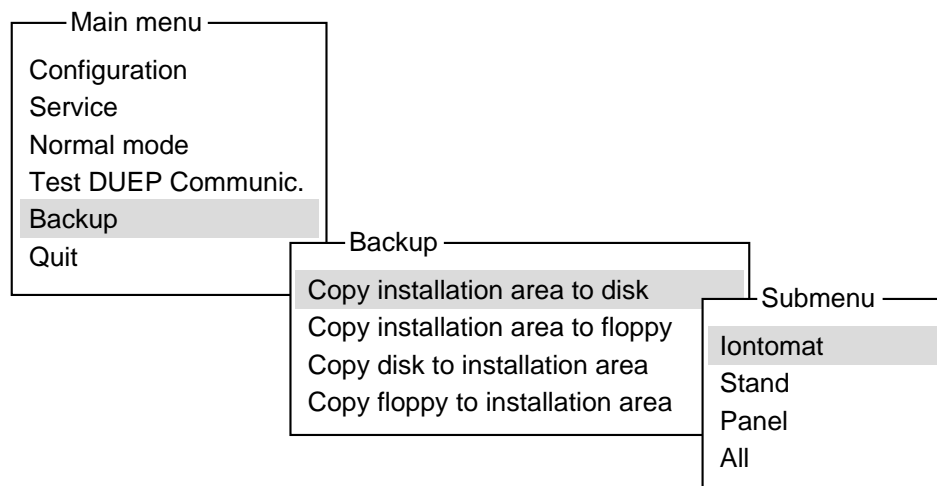 Main menu
Configuration
Service
Normal mode
Test DUEP Communic.
Backup
Quit
Backup
Copy installation area to disk
Copy installation area to floppy
Copy disk to installation area
Copy floppy to installation area
Submenu
Iontomat
Stand
Panel
All